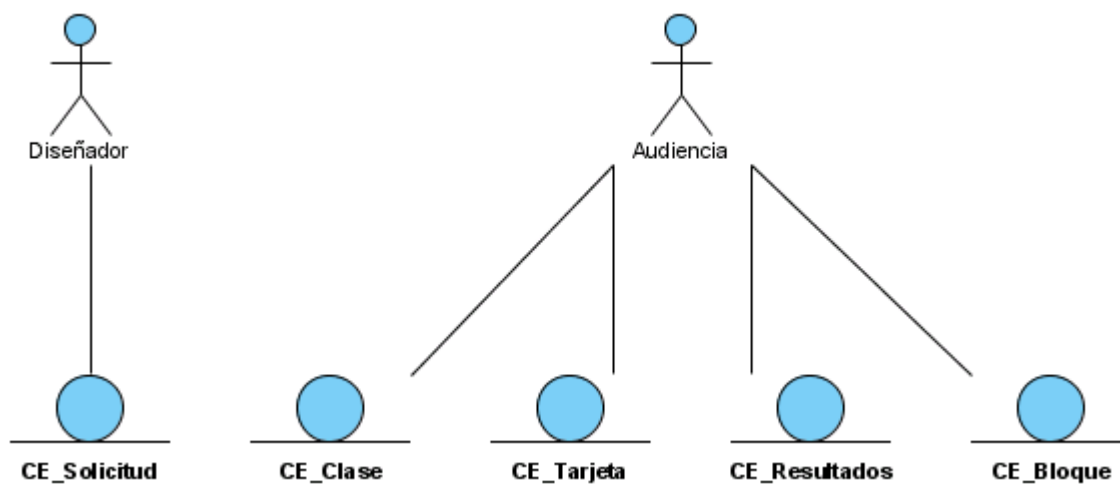 Diseñador
Audiencia
CE_Solicitud
CE_Clase
CE_Tarjeta
CE_Resultados
CE_Bloque